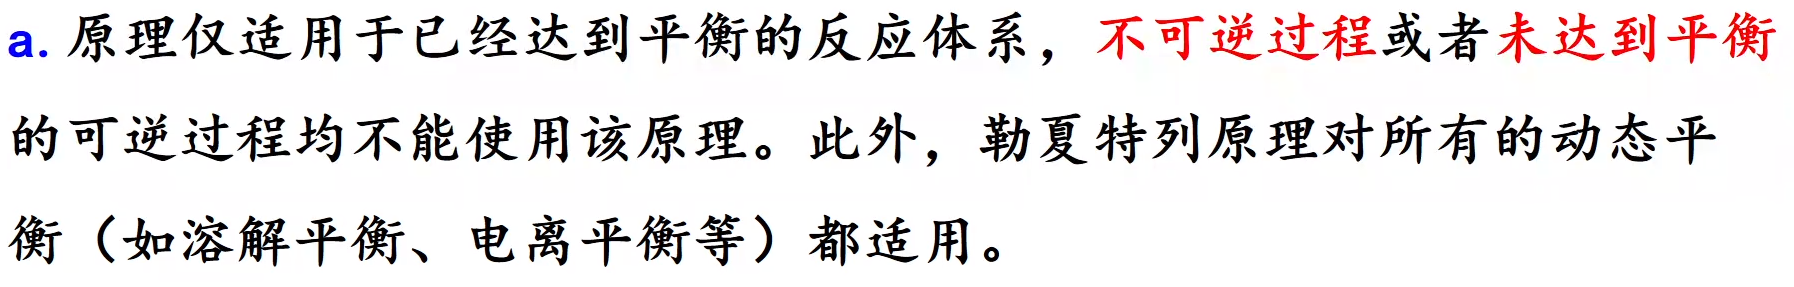 a. 原理仅适用于已经达到平衡的反应体系，不可逆过程或者未达到平衡
的可逆过程均不能使用该原理。此外，勒夏特列原理对所有的动态平
衡（如溶解平衡、电离平衡等）都适用。